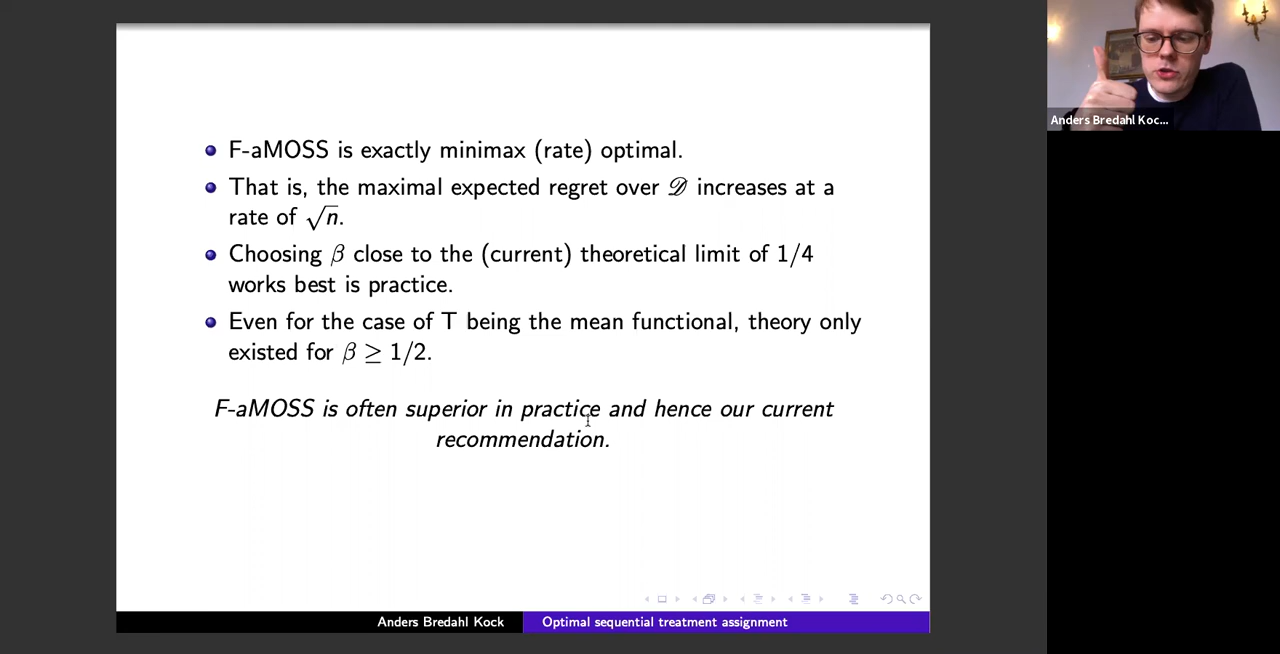 F-aMOSS is exactly minimax (rate) optimal.
That is, the maximal expected regret over 𝒟 increases at a
rate of √n.
Choosing β close to the (current) theoretical limit of 1/4
works best is practice.
Even for the case of T being the mean functional, theory only
existed for β ≥ 1/2.
F-aMOSS is often superior in practice and hence our current
recommendation.
Anders Bredahl Kock
Optimal sequential treatment assignment
Anders Bredahl Koc...